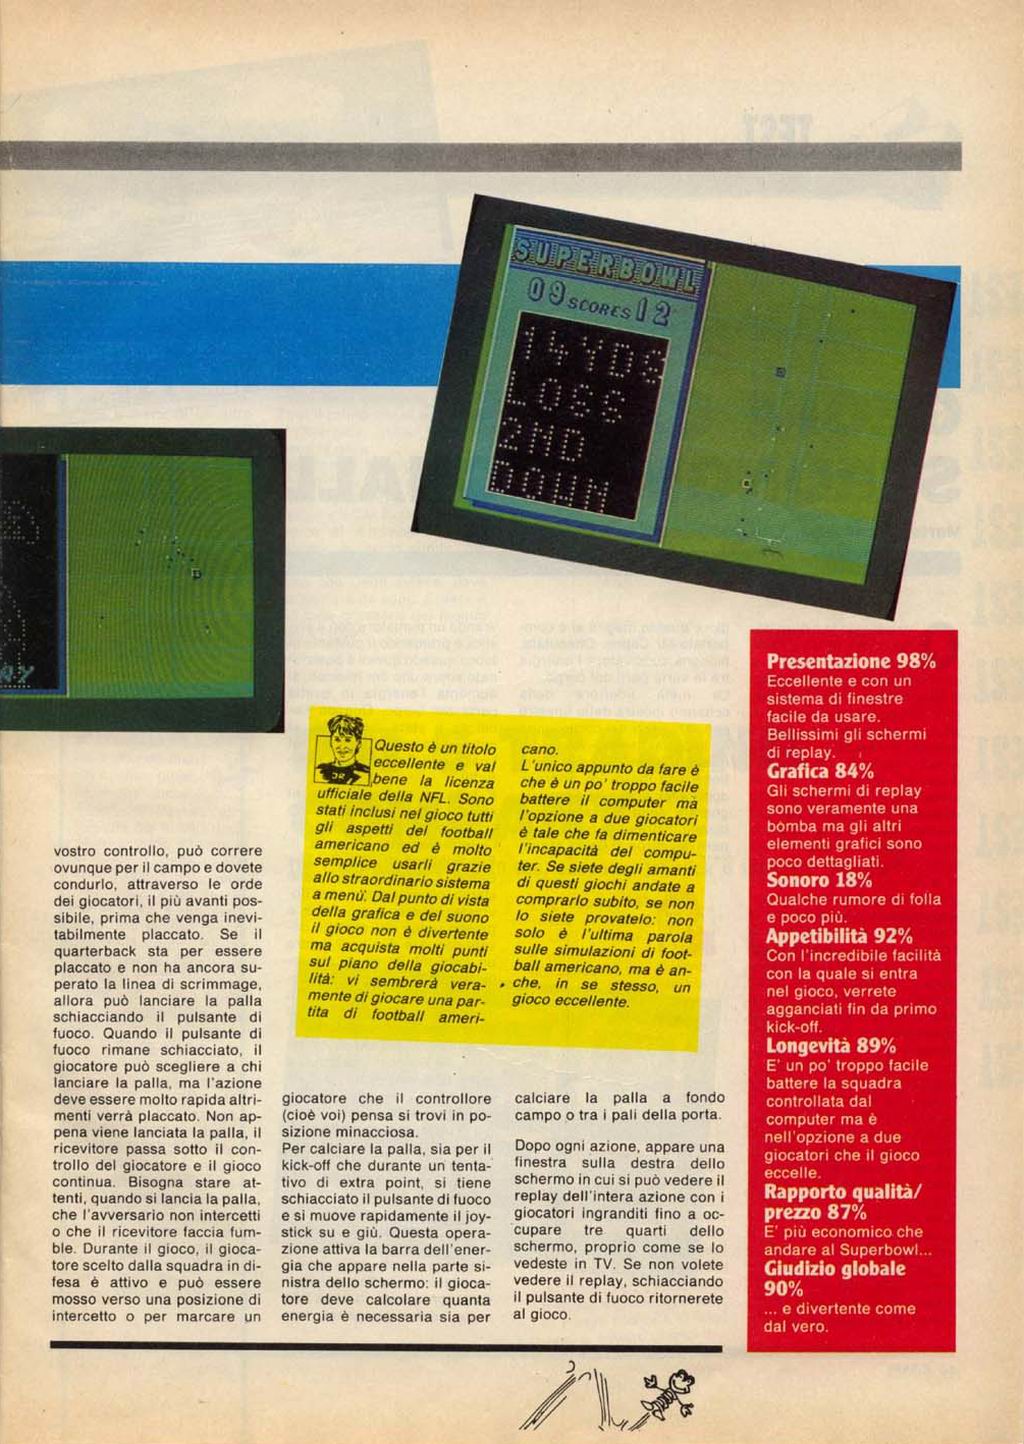 SUPERBOWL
09 SCORES 12
14YDS
LOSS
2ND
DOWN
vostro controllo, può correre
ovunque per il campo e dovete
condurlo, attraverso le orde
dei giocatori, il più avanti pos-
sibile, prima che venga inevi-
tabilmente placcato. Se il
quarterback sta per essere
placcato e non ha ancora su-
perato la linea di scrimmage,
allora può lanciare la palla
schiacciando il pulsante di
fuoco. Quando il pulsante di
fuoco rimane schiacciato, il
giocatore può scegliere a chi
lanciare la palla, ma l'azione
deve essere molto rapida altri-
menti verrà placcato. Non ap-
pena viene lanciata la palla, il
ricevitore passa sotto il con-
trollo del giocatore e il gioco
continua. Bisogna stare at-
tenti, quando si lancia la palla,
che l'avversario non intercetti
o che il ricevitore faccia fum-
ble. Durante il gioco, il gioca-
tore scelto dalla squadra in di-
fesa è attivo e può essere
mosso verso una posizione di
intercetto o per marcare un
giocatore che il controllore
(cioè voi) pensa si trovi in po-
sizione minacciosa.
Per calciare la palla, sia per il
kick-off che durante un tenta-
tivo di extra point, si tiene
schiacciato il pulsante di fuoco
e si muove rapidamente il joy-
stick su e giù. Questa opera-
zione attiva la barra dell'ener-
gia che appare nella parte si-
nistra dello schermo: il gioca-
tore deve calcolare quanta
energia è necessaria sia per
calciare la palla a fondo
campo o tra i pali della porta.
Dopo ogni azione, appare una
finestra sulla destra dello
schermo in cui si può vedere il
replay dell'intera azione con i
giocatori ingranditi fino a oc-
cupare tre quarti dello
schermo, proprio come se lo
vedeste in TV. Se non volete
vedere il replay, schiacciando
il pulsante di fuoco ritornerete
al gioco.
Questo è un titolo
eccellente e val
bene la licenza
ufficiale della NFL. Sono
stati inclusi nel gioco tutti
gli aspetti del football
americano ed è molto
semplice usarli grazie
allo straordinario sistema
a menù. Dal punto di vista
della grafica e del suono
il gioco non è divertente
ma acquista molti punti
sul piano della giocabi-
lità: vi sembrerà vera-
mente di giocare una par-
tita di football ameri-
cano.
L'unico appunto da fare è
che è un po' troppo facile
battere il computer ma
l'opzione a due giocatori
è tale che fa dimenticare
l'incapacità del compu-
ter. Se siete degli amanti
di questi giochi andate a
comprarlo subito, se non
lo siete provatelo: non
solo è l'ultima parola
sulle simulazioni di foot-
ball americano, ma è an-
che, in se stesso, un
gioco eccellente.
Presentazione 98%
Eccellente e con un
sistema di finestre
facile da usare.
Bellissimi gli schermi
di replay.
Grafica 84%
Gli schermi di replay
sono veramente una
bomba ma gli altri
elementi grafici sono
poco dettagliati.
Sonoro 18%
Qualche rumore di folla
e poco più.
Appetibilità 92%
Con l'incredibile facilità
con la quale si entra
nel gioco, verrete
agganciati fin da primo
kick-off.
Longevità 89%
E' un po' troppo facile
battere la squadra
controllata dal
computer ma è
nell'opzione a due
giocatori che il gioco
eccelle.
Rapporto qualità/
prezzo 87%
E' più economico che
andare al Superbowl...
Giudizio globale
90%
... e divertente come
dal vero.